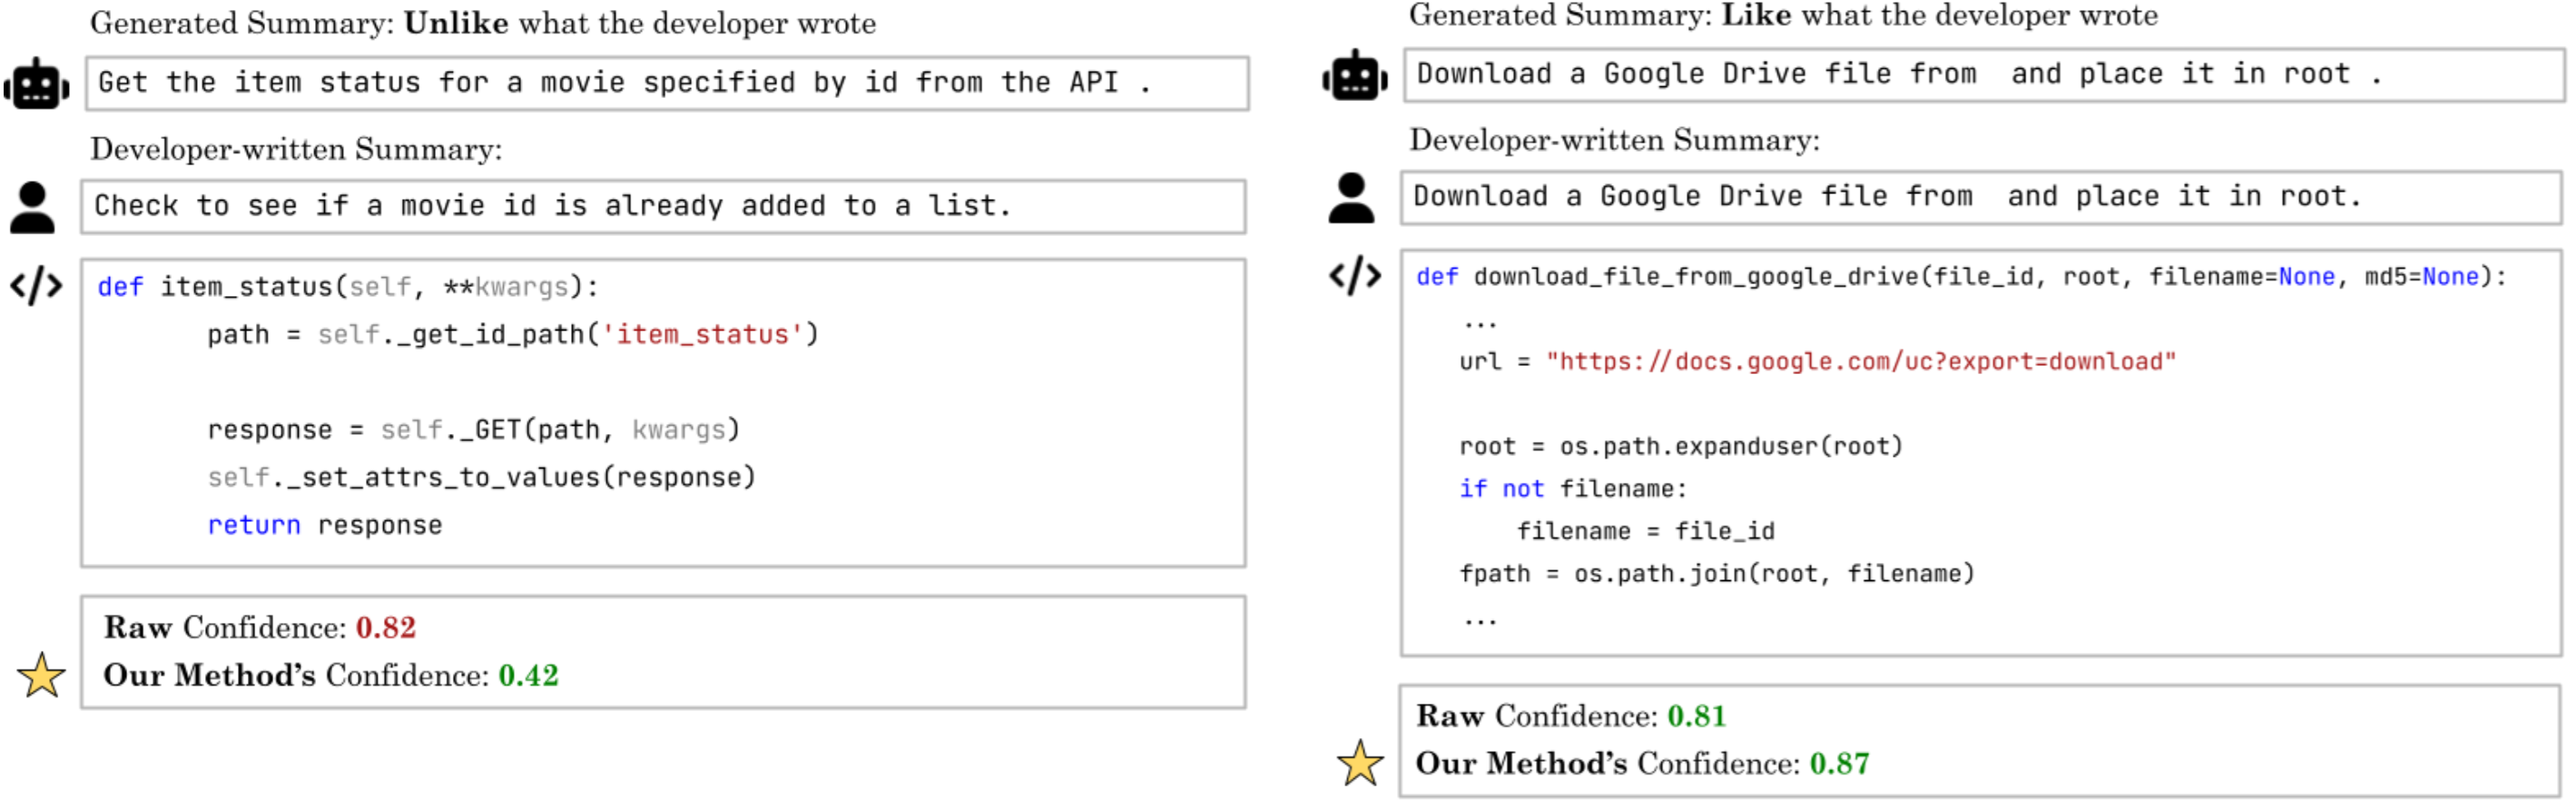 Generated Summary: Unlike what the developer wrote
Get the item status for a movie specified by id from the API .
Developer-written Summary:
Check to see if a movie id is already added to a list.
</>
def item_status(self, **kwargs):
path = self._get_id_path('item_status')
response = self._GET(path, kwargs)
self._set_attrs_to_values(response)
return response
Raw Confidence: 0.82
Our Method's Confidence: 0.42
Generated Summary: Like what the developer wrote
Download a Google Drive file from  and place it in root .
Developer-written Summary:
Download a Google Drive file from  and place it in root.
</>
def download_file_from_google_drive(file_id, root, filename=None, md5=None):
...
url = "https://docs.google.com/uc?export=download"
root = os.path.expanduser(root)
if not filename:
filename = file_id
fpath = os.path.join(root, filename)
...
Raw Confidence: 0.81
Our Method's Confidence: 0.87